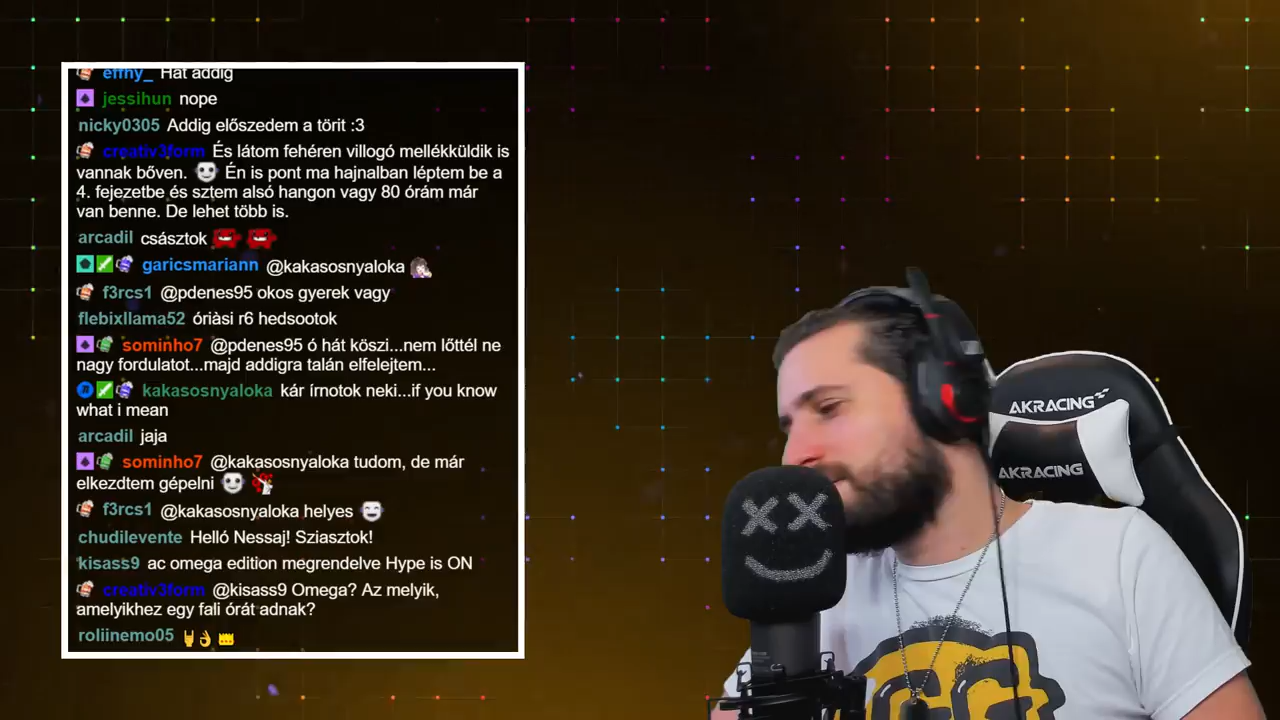 effhy_ Hát addig
jessihun nope
nicky0305 Addig előszedem a törit :3
creativ3form És látom fehéren villogó mellékküldik is
vannak bőven. Én is pont ma hajnalban léptem be a
4. fejezetbe és sztem alsó hangon vagy 80 órám már
van benne. De lehet több is.
arcadil császtok
garicsmariann @kakasosnyaloka
f3rcs1 @pdenes95 okos gyerek vagy
flebixllama52 óriàsi r6 hedsootok
sominho7 @pdenes95 ó hát köszi...nem lőttél ne
nagy fordulatot...majd addigra talán elfelejtem...
kakasosnyaloka kár írnotok neki...if you know
what i mean
arcadil jaja
sominho7 @kakasosnyaloka tudom, de már
elkezdtem gépelni
f3rcs1 @kakasosnyaloka helyes
chudilevente Helló Nessaj! Sziasztok!
kisass9 ac omega edition megrendelve Hype is ON
creativ3form @kisass9 Omega? Az melyik,
amelyikhez egy fali órát adnak?
roliinemo05
AKRACING
AKRACING